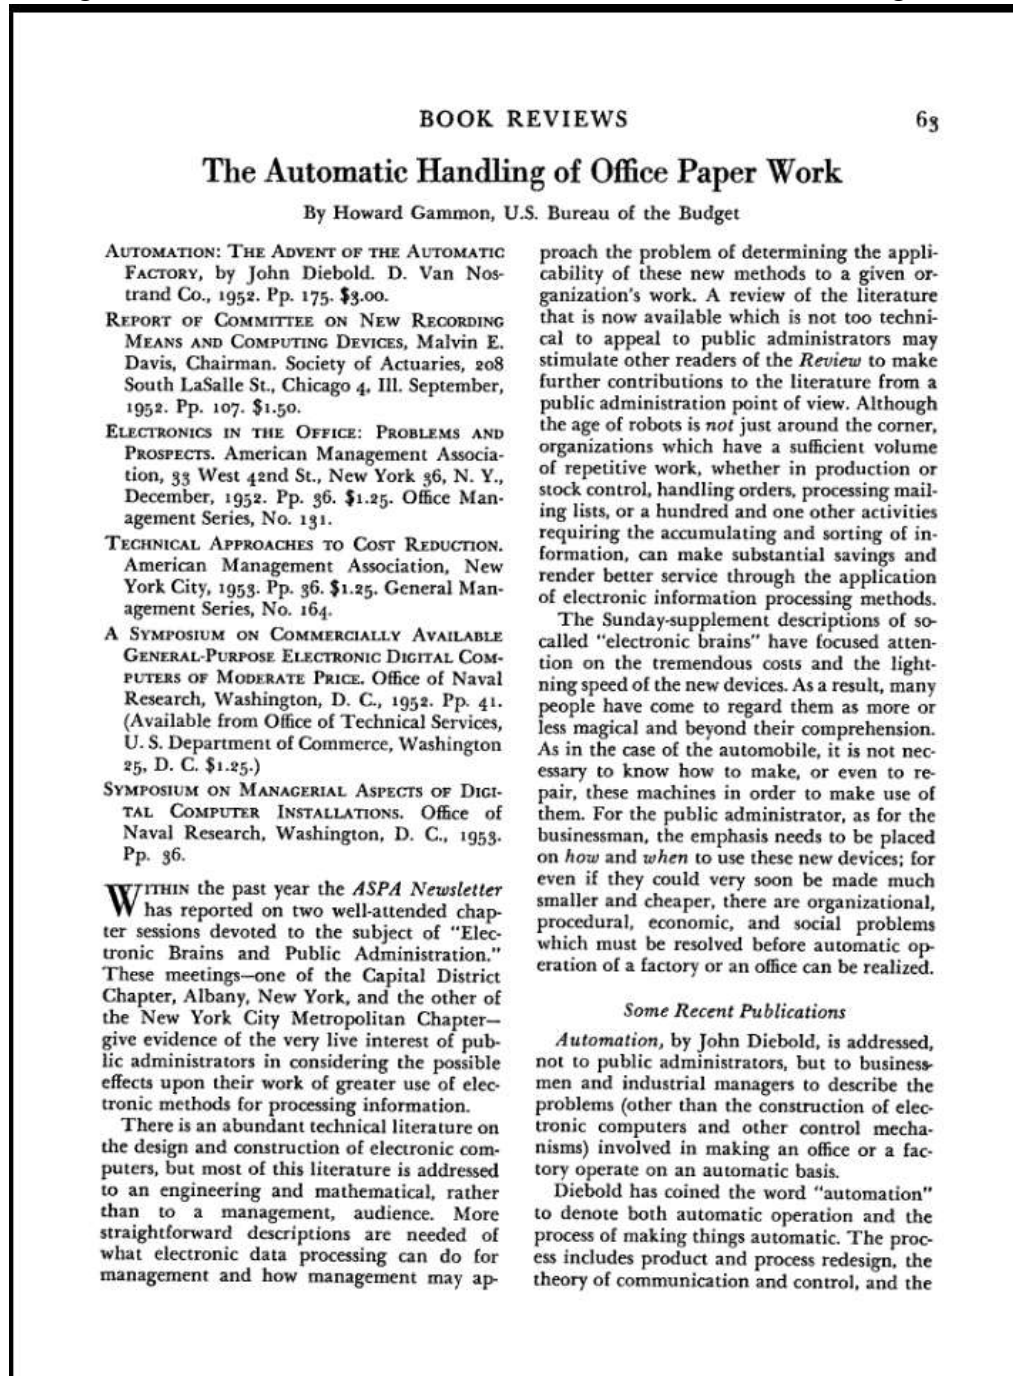 BOOK REVIEWS 63
The Automatic Handling of Office Paper Work
By Howard Gammon, U.S. Bureau of the Budget
AUTOMATION: THE ADVENT OF THE AUTOMATIC
FACTORY, by John Diebold. D. Van Nos-
trand Co., 1952. Pp. 175. $3.00.
REPORT OF COMMITTEE ON NEW RECORDING
MEANS AND COMPUTING DEVICES, Malvin E.
Davis, Chairman. Society of Actuaries, 208
South LaSalle St., Chicago 4, Ill. September,
1952. Pp. 107. $1.50.
ELECTRONICS IN THE OFFICE: PROBLEMS AND
PROSPECTS. American Management Associa-
tion, 33 West 42nd St., New York 36, N. Y.,
December, 1952. Pp. 36. $1.25. Office Man-
agement Series, No. 131.
TECHNICAL APPROACHES TO COST REDUCTION.
American Management Association, New
York City, 1953. Pp. 36. $1.25. General Man-
agement Series, No. 164.
A SYMPOSIUM ON COMMERCIALLY AVAILABLE
GENERAL-PURPOSE ELECTRONIC DIGITAL COM-
PUTERS OF MODERATE PRICE. Office of Naval
Research, Washington, D. C., 1952. Pp. 41.
(Available from Office of Technical Services,
U. S. Department of Commerce, Washington
25, D. C. $1.25.)
SYMPOSIUM ON MANAGERIAL ASPECTS OF DIGI-
TAL COMPUTER INSTALLATIONS. Office of
Naval Research, Washington, D. C., 1953.
Pp. 36.
WITHIN the past year the ASPA Newsletter
has reported on two well-attended chap-
ter sessions devoted to the subject of "Elec-
tronic Brains and Public Administration."
These meetings—one of the Capital District
Chapter, Albany, New York, and the other of
the New York City Metropolitan Chapter—
give evidence of the very live interest of pub-
lic administrators in considering the possible
effects upon their work of greater use of elec-
tronic methods for processing information.
There is an abundant technical literature on
the design and construction of electronic com-
puters, but most of this literature is addressed
to an engineering and mathematical, rather
than to a management, audience. More
straightforward descriptions are needed of
what electronic data processing can do for
management and how management may ap-
proach the problem of determining the appli-
cability of these new methods to a given or-
ganization's work. A review of the literature
that is now available which is not too techni-
cal to appeal to public administrators may
stimulate other readers of the Review to make
further contributions to the literature from a
public administration point of view. Although
the age of robots is not just around the corner,
organizations which have a sufficient volume
of repetitive work, whether in production or
stock control, handling orders, processing mail-
ing lists, or a hundred and one other activities
requiring the accumulating and sorting of in-
formation, can make substantial savings and
render better service through the application
of electronic information processing methods.
The Sunday-supplement descriptions of so-
called "electronic brains" have focused atten-
tion on the tremendous costs and the light-
ning speed of the new devices. As a result, many
people have come to regard them as more or
less magical and beyond their comprehension.
As in the case of the automobile, it is not nec-
essary to know how to make, or even to re-
pair, these machines in order to make use of
them. For the public administrator, as for the
businessman, the emphasis needs to be placed
on how and when to use these new devices; for
even if they could very soon be made much
smaller and cheaper, there are organizational,
procedural, economic, and social problems
which must be resolved before automatic op-
eration of a factory or an office can be realized.
Some Recent Publications
Automation, by John Diebold, is addressed,
not to public administrators, but to business-
men and industrial managers to describe the
problems (other than the construction of elec-
tronic computers and other control mecha-
nisms) involved in making an office or a fac-
tory operate on an automatic basis.
Diebold has coined the word "automation"
to denote both automatic operation and the
process of making things automatic. The proc-
ess includes product and process redesign, the
theory of communication and control, and the